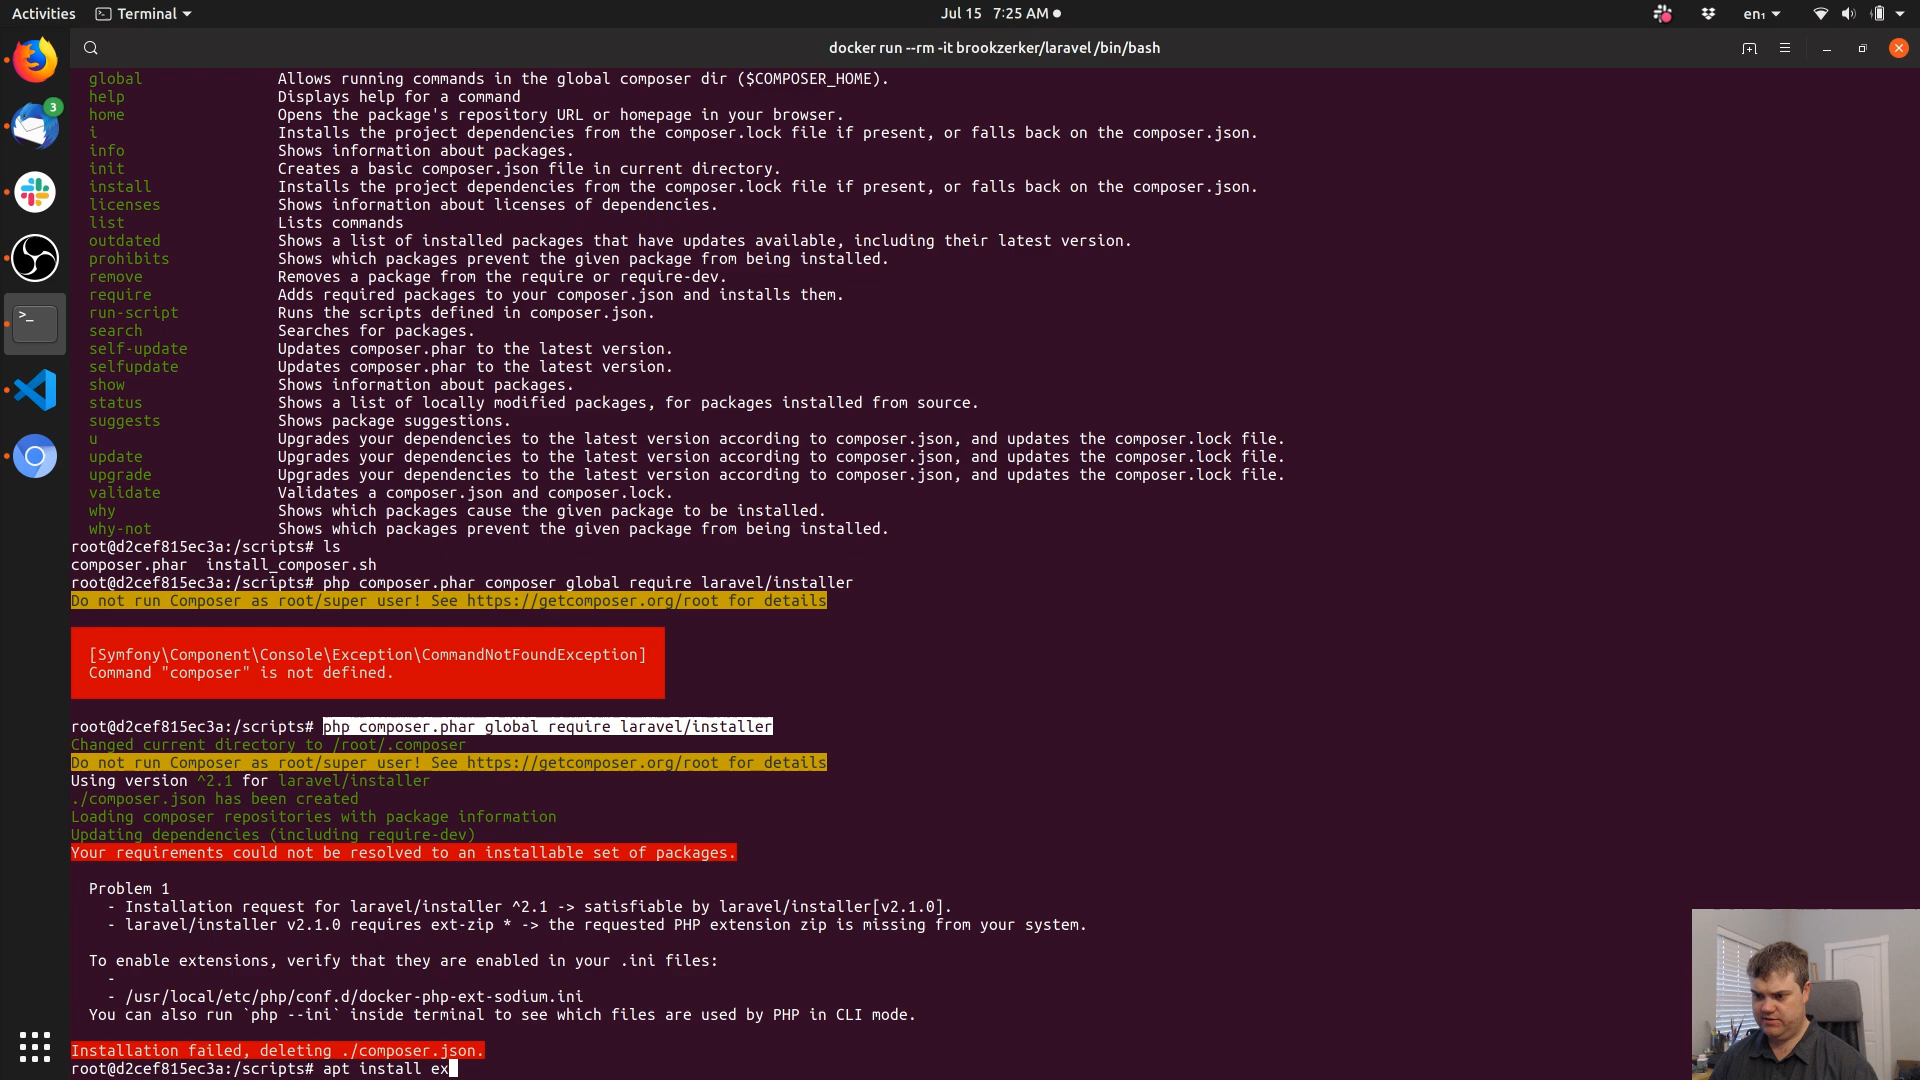 Activities
Terminal
Jul 15 7:25 AM
en₁
docker run --rm -it brookzerker/laravel /bin/bash
3
global Allows running commands in the global composer dir ($COMPOSER_HOME).
help Displays help for a command
home Opens the package's repository URL or homepage in your browser.
i Installs the project dependencies from the composer.lock file if present, or falls back on the composer.json.
info Shows information about packages.
init Creates a basic composer.json file in current directory.
install Installs the project dependencies from the composer.lock file if present, or falls back on the composer.json.
licenses Shows information about licenses of dependencies.
list Lists commands
outdated Shows a list of installed packages that have updates available, including their latest version.
prohibits Shows which packages prevent the given package from being installed.
remove Removes a package from the require or require-dev.
require Adds required packages to your composer.json and installs them.
run-script Runs the scripts defined in composer.json.
search Searches for packages.
self-update Updates composer.phar to the latest version.
selfupdate Updates composer.phar to the latest version.
show Shows information about packages.
status Shows a list of locally modified packages, for packages installed from source.
suggests Shows package suggestions.
u Upgrades your dependencies to the latest version according to composer.json, and updates the composer.lock file.
update Upgrades your dependencies to the latest version according to composer.json, and updates the composer.lock file.
upgrade Upgrades your dependencies to the latest version according to composer.json, and updates the composer.lock file.
validate Validates a composer.json and composer.lock.
why Shows which packages cause the given package to be installed.
why-not Shows which packages prevent the given package from being installed.
root@d2cef815ec3a:/scripts# ls
composer.phar install_composer.sh
root@d2cef815ec3a:/scripts# php composer.phar composer global require laravel/installer
Do not run Composer as root/super user! See https://getcomposer.org/root for details
[Symfony\Component\Console\Exception\CommandNotFoundException]
Command "composer" is not defined.
root@d2cef815ec3a:/scripts# php composer.phar global require laravel/installer
Changed current directory to /root/.composer
Do not run Composer as root/super user! See https://getcomposer.org/root for details
Using version ^2.1 for laravel/installer
./composer.json has been created
Loading composer repositories with package information
Updating dependencies (including require-dev)
Your requirements could not be resolved to an installable set of packages.
Problem 1
- Installation request for laravel/installer ^2.1 -> satisfiable by laravel/installer[v2.1.0].
- laravel/installer v2.1.0 requires ext-zip * -> the requested PHP extension zip is missing from your system.
To enable extensions, verify that they are enabled in your .ini files:
-
- /usr/local/etc/php/conf.d/docker-php-ext-sodium.ini
You can also run `php --ini` inside terminal to see which files are used by PHP in CLI mode.
Installation failed, deleting ./composer.json.
root@d2cef815ec3a:/scripts# apt install ex